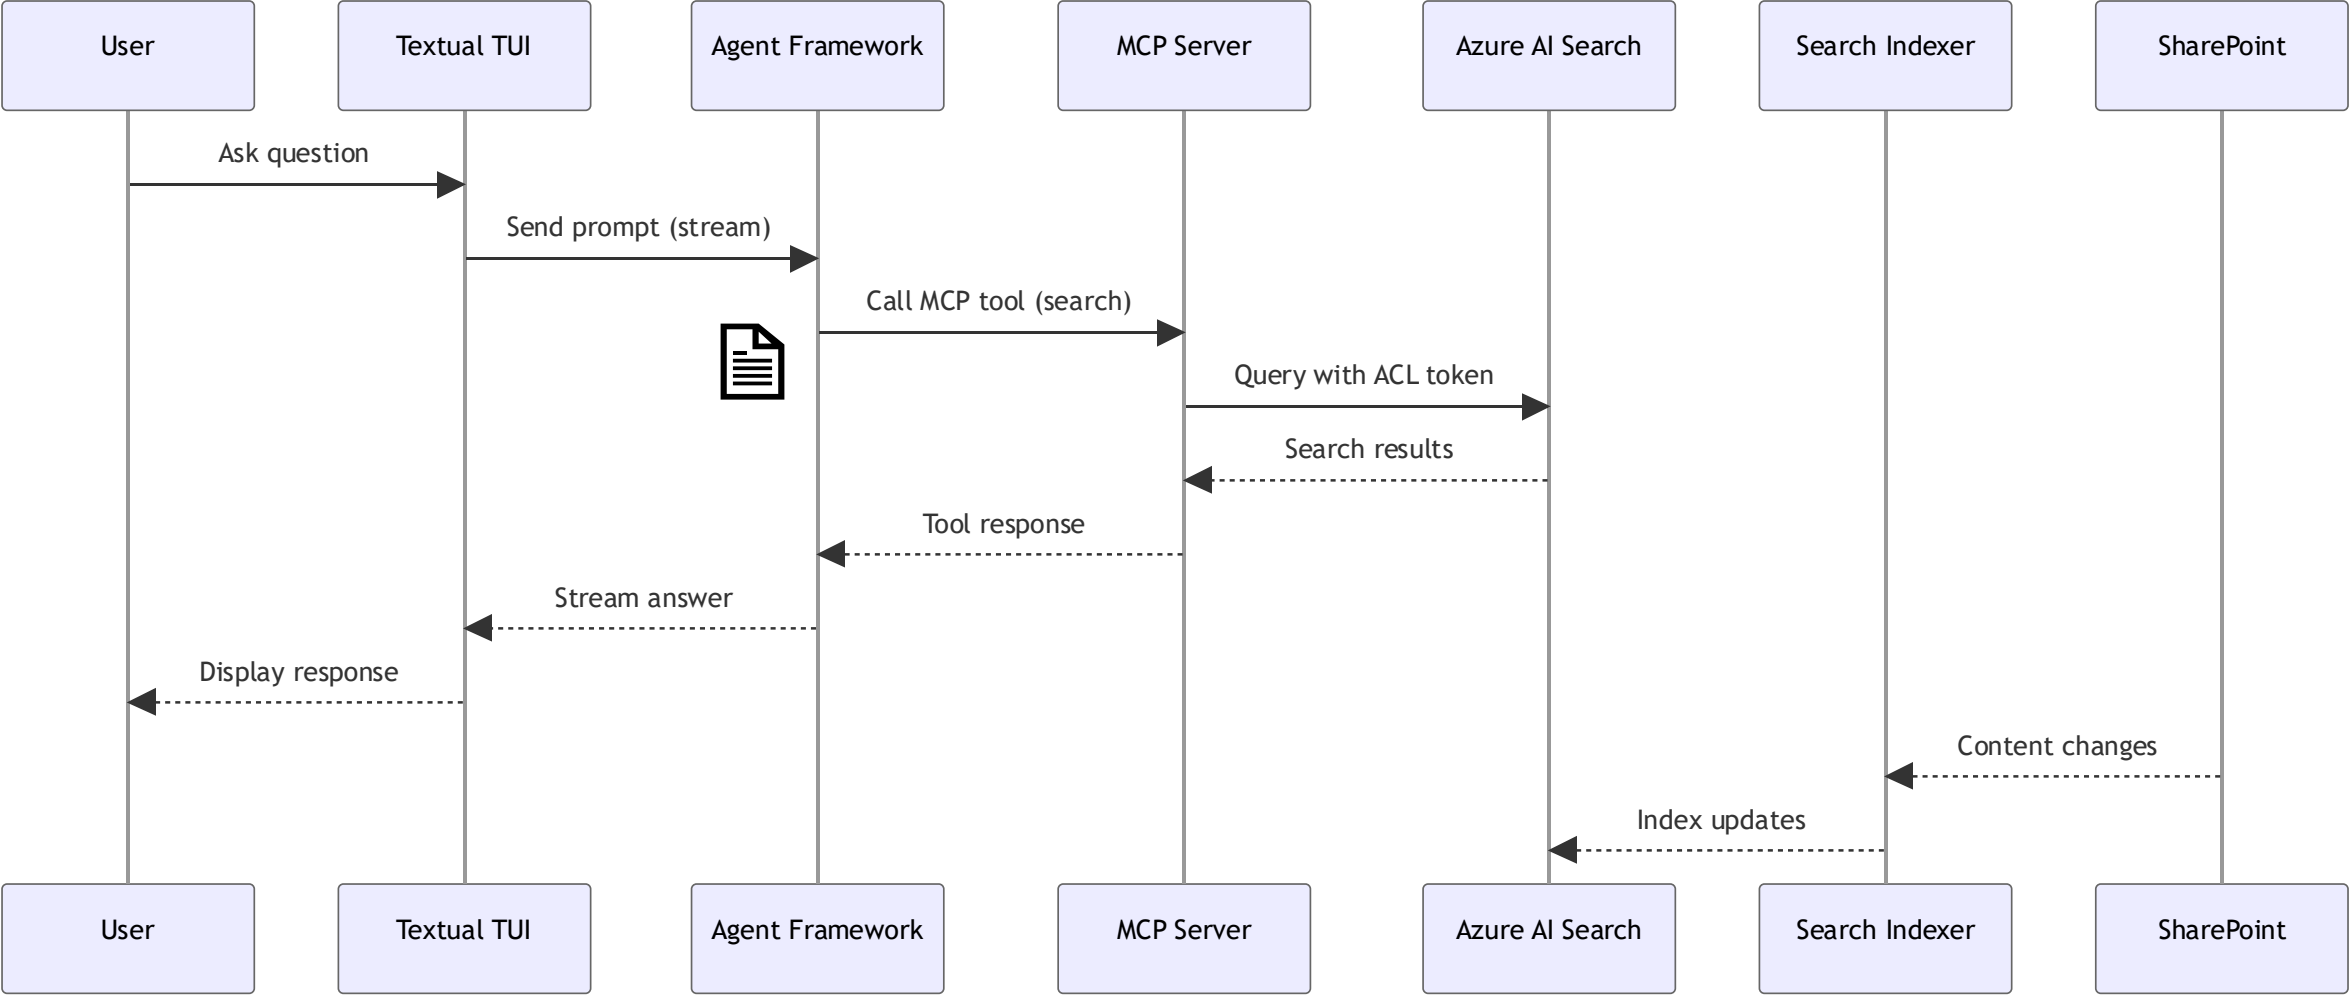 User
Textual TUI
Agent Framework
MCP Server
Azure AI Search
Search Indexer
SharePoint
Ask question
Send prompt (stream)
Call MCP tool (search)
Query with ACL token
Search results
Tool response
Stream answer
Display response
Content changes
Index updates
User
Textual TUI
Agent Framework
MCP Server
Azure AI Search
Search Indexer
SharePoint